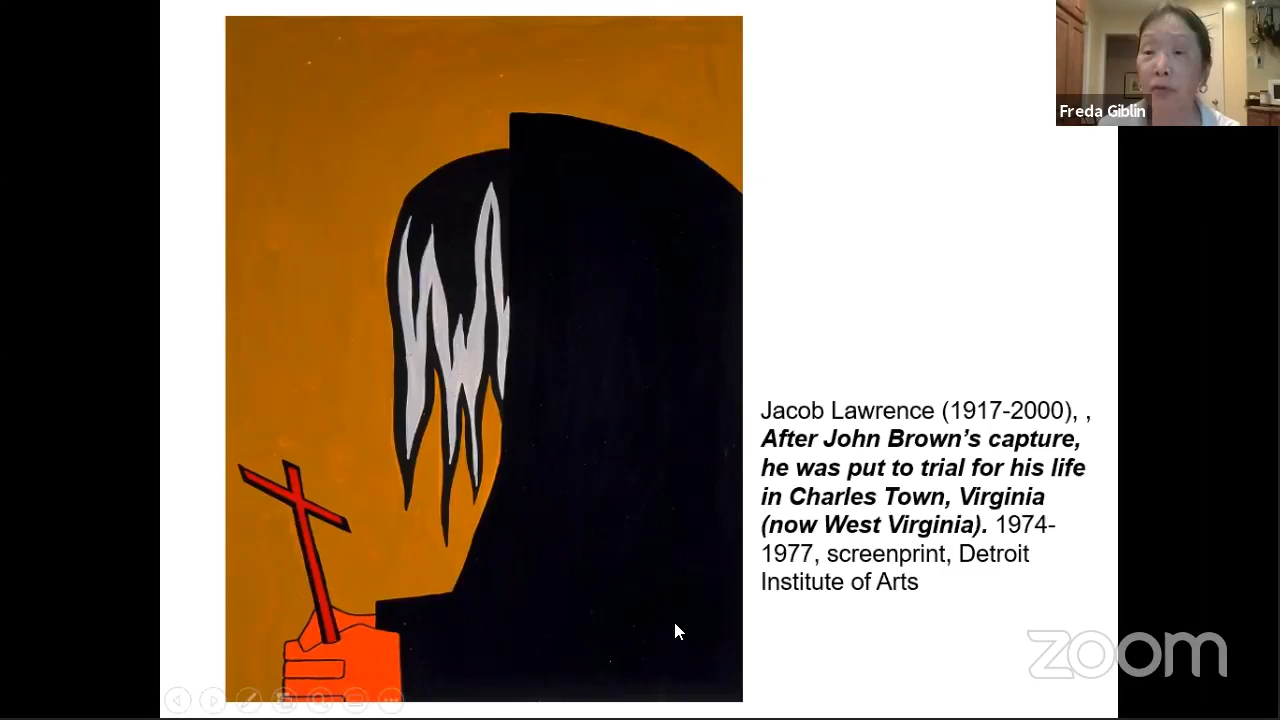 Freda Giblin
Jacob Lawrence (1917-2000), ,
After John Brown’s capture,
he was put to trial for his life
in Charles Town, Virginia
(now West Virginia). 1974-
1977, screenprint, Detroit
Institute of Arts
zoom